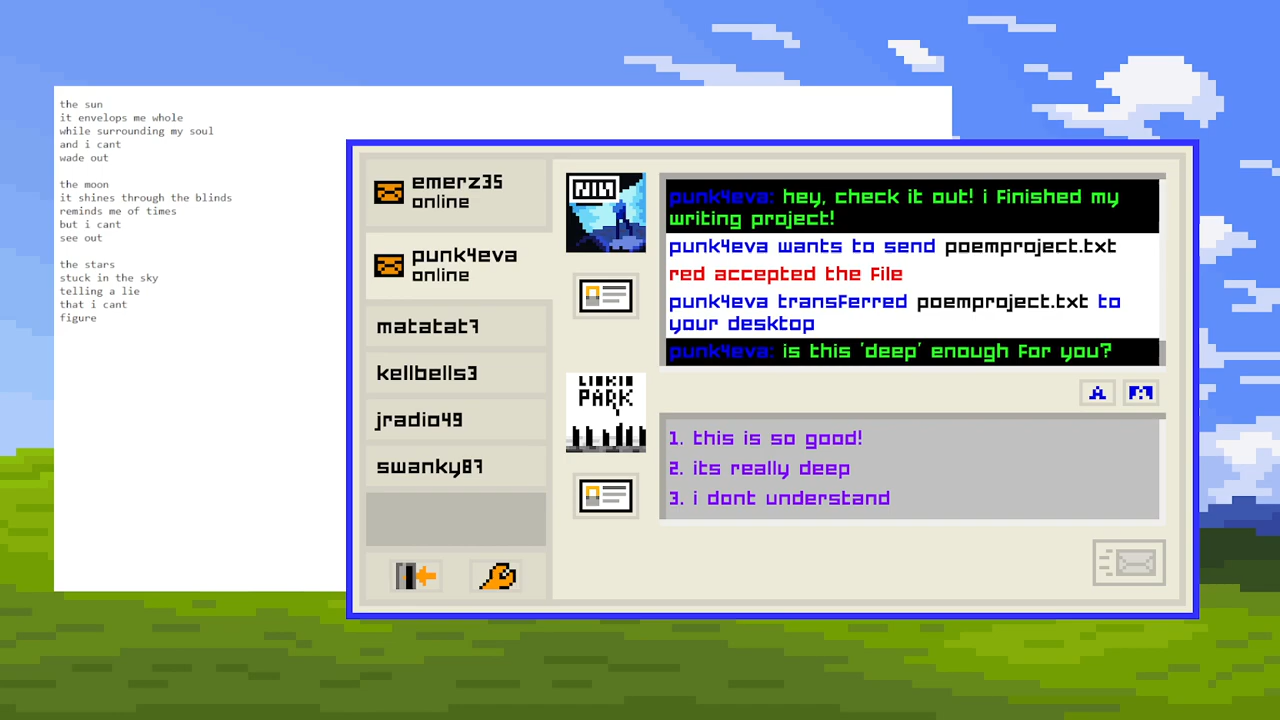 the sun
it envelops me whole
while surrounding my soul
and i cant
wade out
the moon
it shines through the blinds
reminds me of times
but i cant
see out
the stars
stuck in the sky
telling a lie
that i cant
figure
emerz35
online
punk4eva
online
matatat7
kellbells3
jradio49
swanky87
NIN
LINKIN
PARK
punk4eva: hey, check it out! i finished my
writing project!
punk4eva wants to send poemproject.txt
red accepted the file
punk4eva transferred poemproject.txt to
your desktop
punk4eva: is this 'deep' enough for you?
A
1. this is so good!
2. its really deep
3. i dont understand